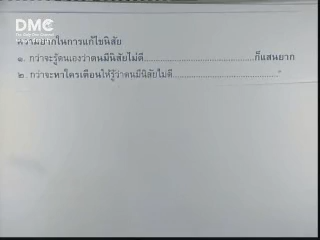 DMC
ความยากในการแก้ไขนิสัย
๑. กว่าจะรู้ตนเองว่าตนมีนิสัยไม่ดี........................................ก็แสนยาก
๒. กว่าจะหาใครเตือนให้รู้ว่าตนมีนิสัยไม่ดี........................................"